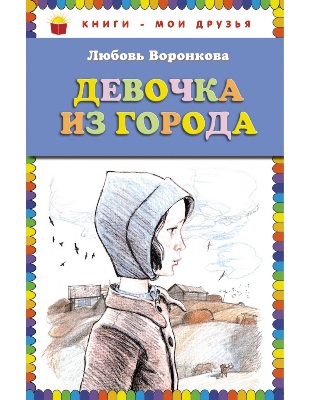 КНИГИ - МОИ ДРУЗЬЯ
Любовь Воронкова
ДЕВОЧКА
ИЗ ГОРОДА